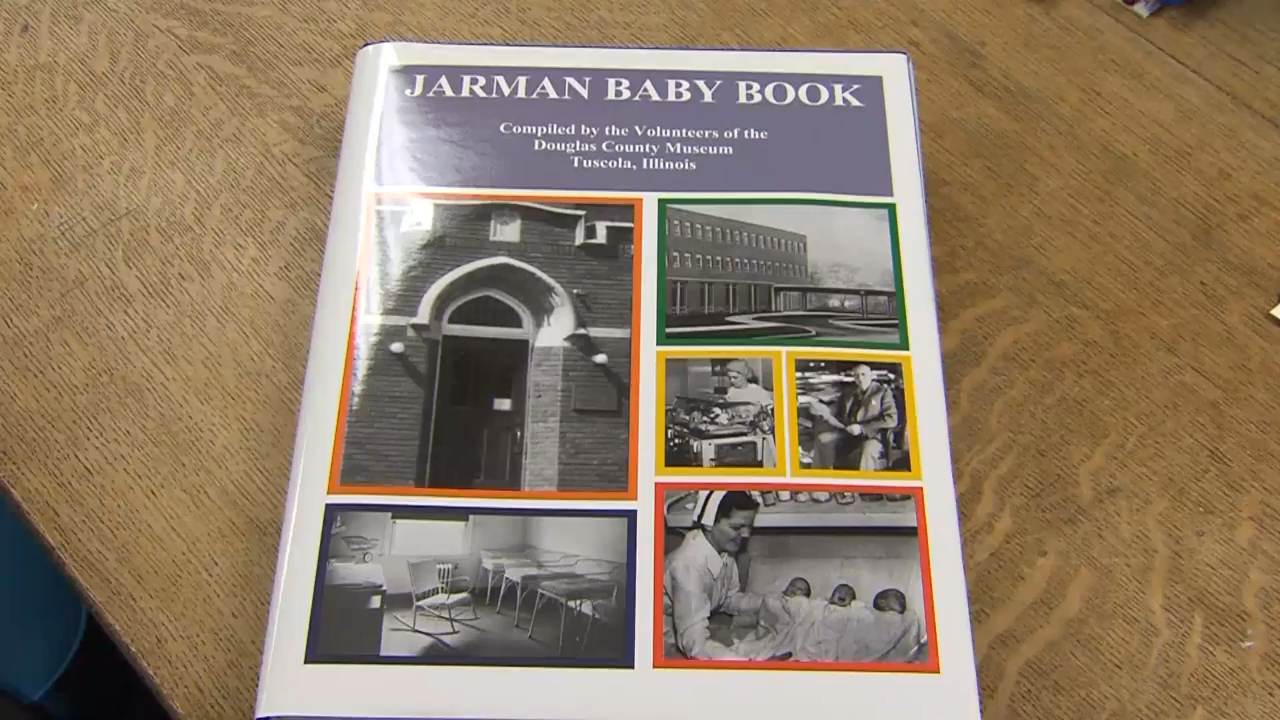 JARMAN BABY BOOK
Compiled by the Volunteers of the
Douglas County Museum
Tuscola, Illinois